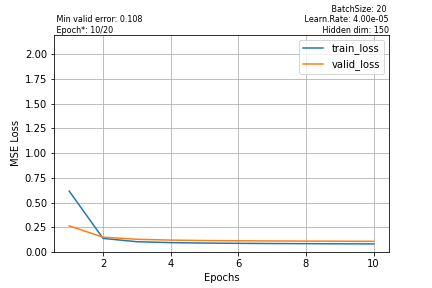 BatchSize: 20
Min valid error: 0.108
Learn.Rate: 4.00e-05
Epoch*: 10/20
Hidden dim: 150
train_loss
valid_loss
2.00
1.75
1.50
1.25
1.00
0.75
0.50
0.25
0.00
MSE Loss
2
4
6
8
10
Epochs